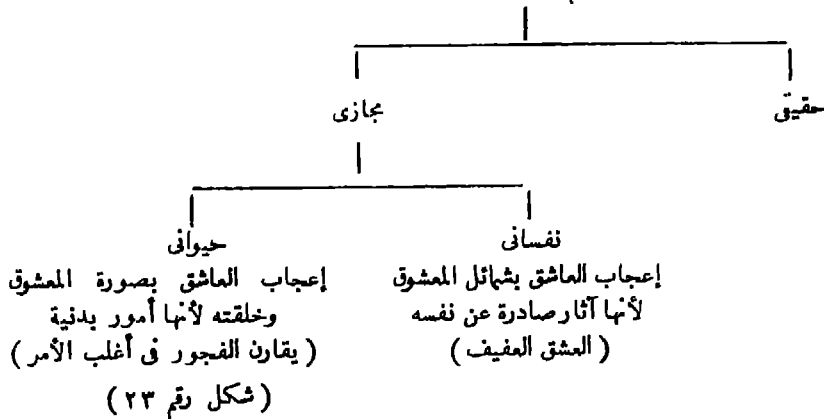 حقيقى
مجازى
نفسانى
إعجاب العاشق بشمائل المعشوق
لأنها آثار صادرة عن نفسه
( العشق العفيف )
حيوانى
إعجاب العاشق بصورة المعشوق
وخلقته لأنها أمور بدنية
( يقارن الفجور فى أغلب الأمر )
( شكل رقم ٢٣ )